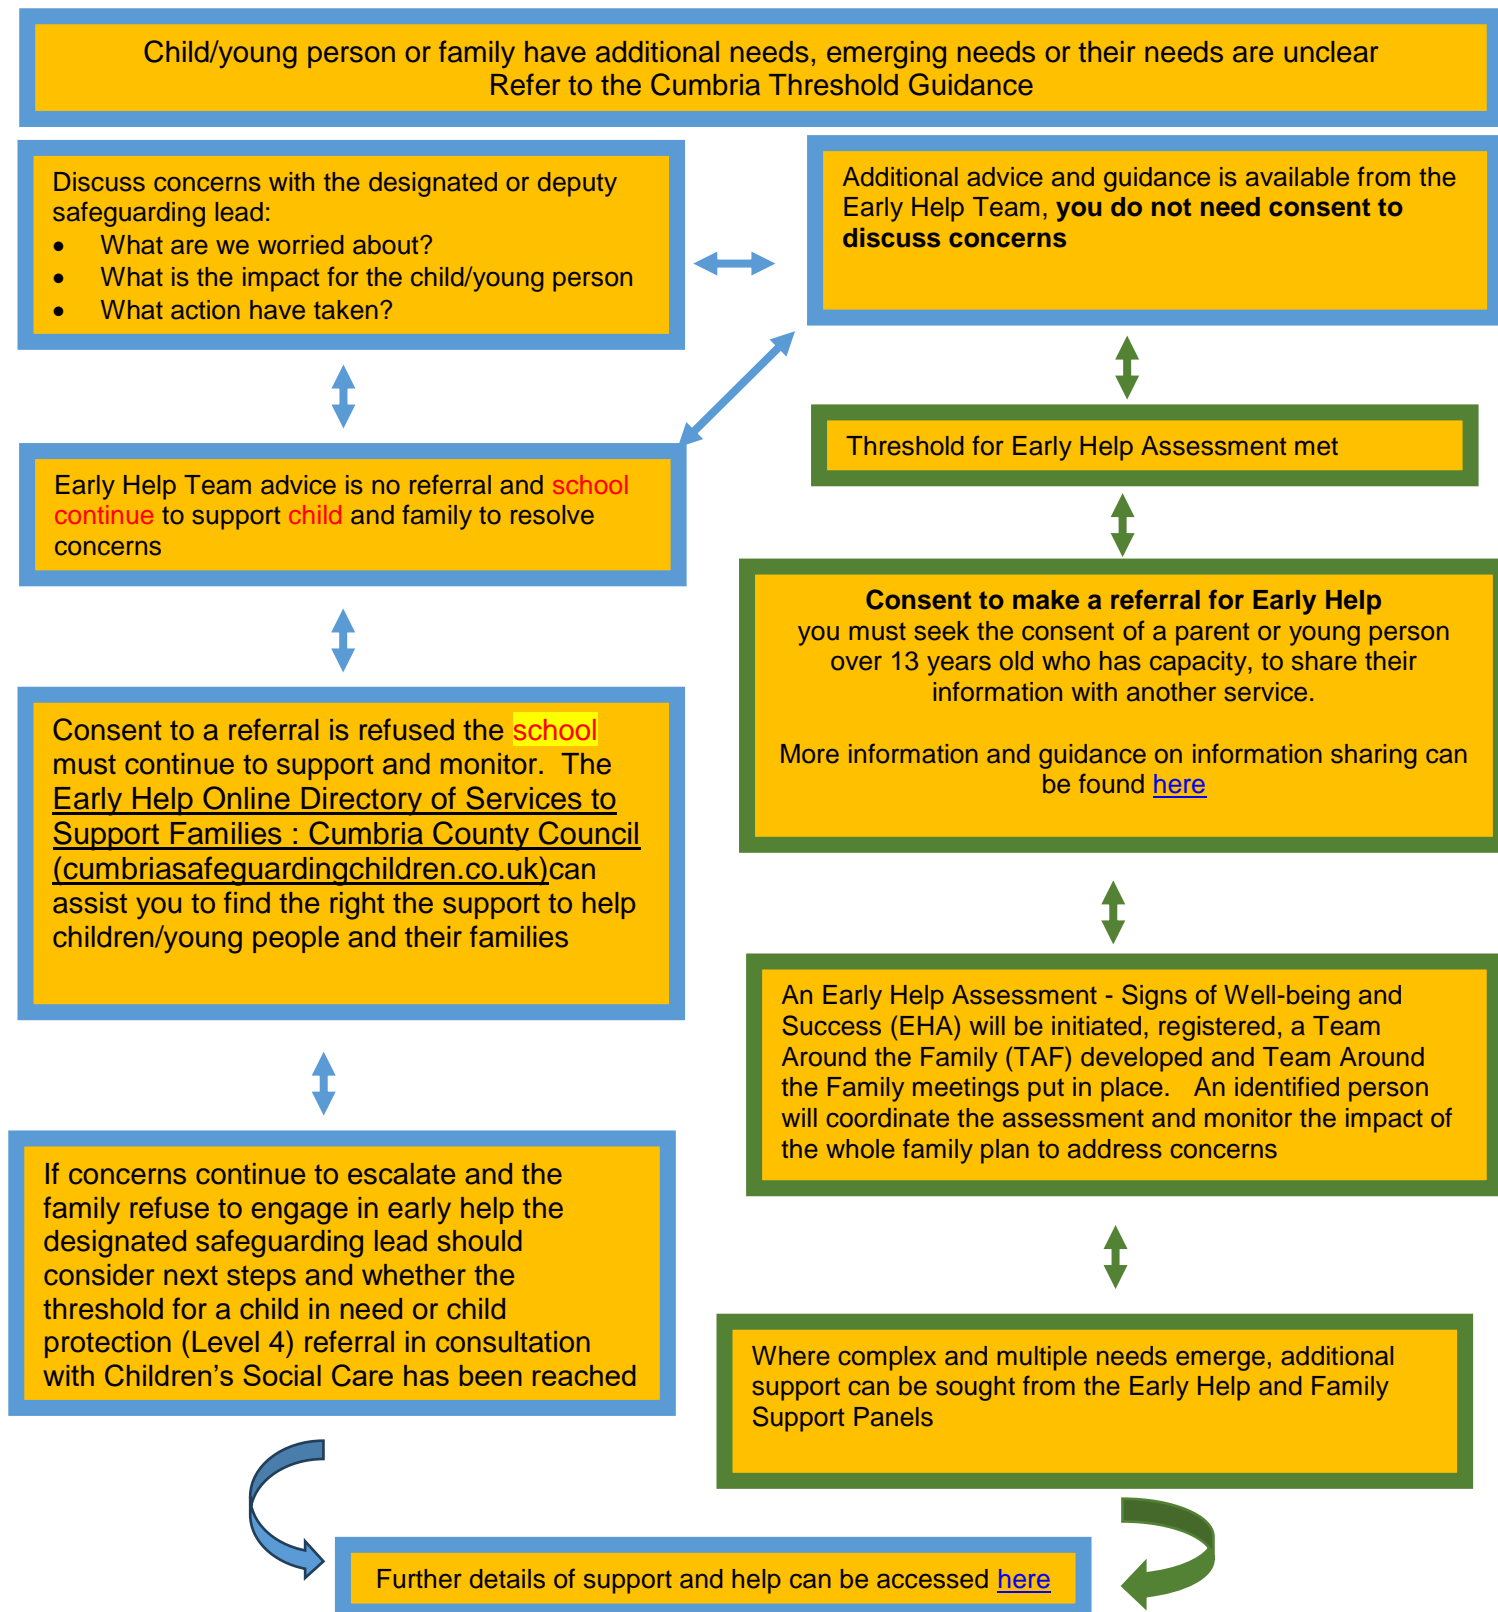 Child/young person or family have additional needs, emerging needs or their needs are unclear
Refer to the Cumbria Threshold Guidance
Discuss concerns with the designated or deputy
safeguarding lead:
• What are we worried about?
• What is the impact for the child/young person
• What action have taken?
Additional advice and guidance is available from the
Early Help Team, you do not need consent to
discuss concerns
Early Help Team advice is no referral and school
continue to support child and family to resolve
concerns
Threshold for Early Help Assessment met
Consent to make a referral for Early Help
you must seek the consent of a parent or young person
over 13 years old who has capacity, to share their
information with another service.
More information and guidance on information sharing can
be found here
Consent to a referral is refused the school
must continue to support and monitor. The
Early Help Online Directory of Services to
Support Families : Cumbria County Council
(cumbriasafeguardingchildren.co.uk)can
assist you to find the right the support to help
children/young people and their families
An Early Help Assessment - Signs of Well-being and
Success (EHA) will be initiated, registered, a Team
Around the Family (TAF) developed and Team Around
the Family meetings put in place. An identified person
will coordinate the assessment and monitor the impact of
the whole family plan to address concerns
If concerns continue to escalate and the
family refuse to engage in early help the
designated safeguarding lead should
consider next steps and whether the
threshold for a child in need or child
protection (Level 4) referral in consultation
with Children’s Social Care has been reached
Where complex and multiple needs emerge, additional
support can be sought from the Early Help and Family
Support Panels
Further details of support and help can be accessed here